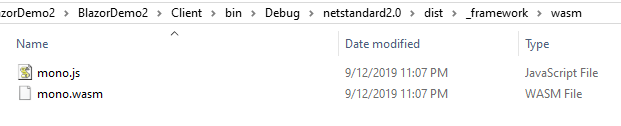 azorDemo2 > BlazorDemo2 > Client > bin > Debug > netstandard2.0 > dist > _framework > wasm
Name Date modified Type
mono.js 9/12/2019 11:07 PM JavaScript File
mono.wasm 9/12/2019 11:07 PM WASM File